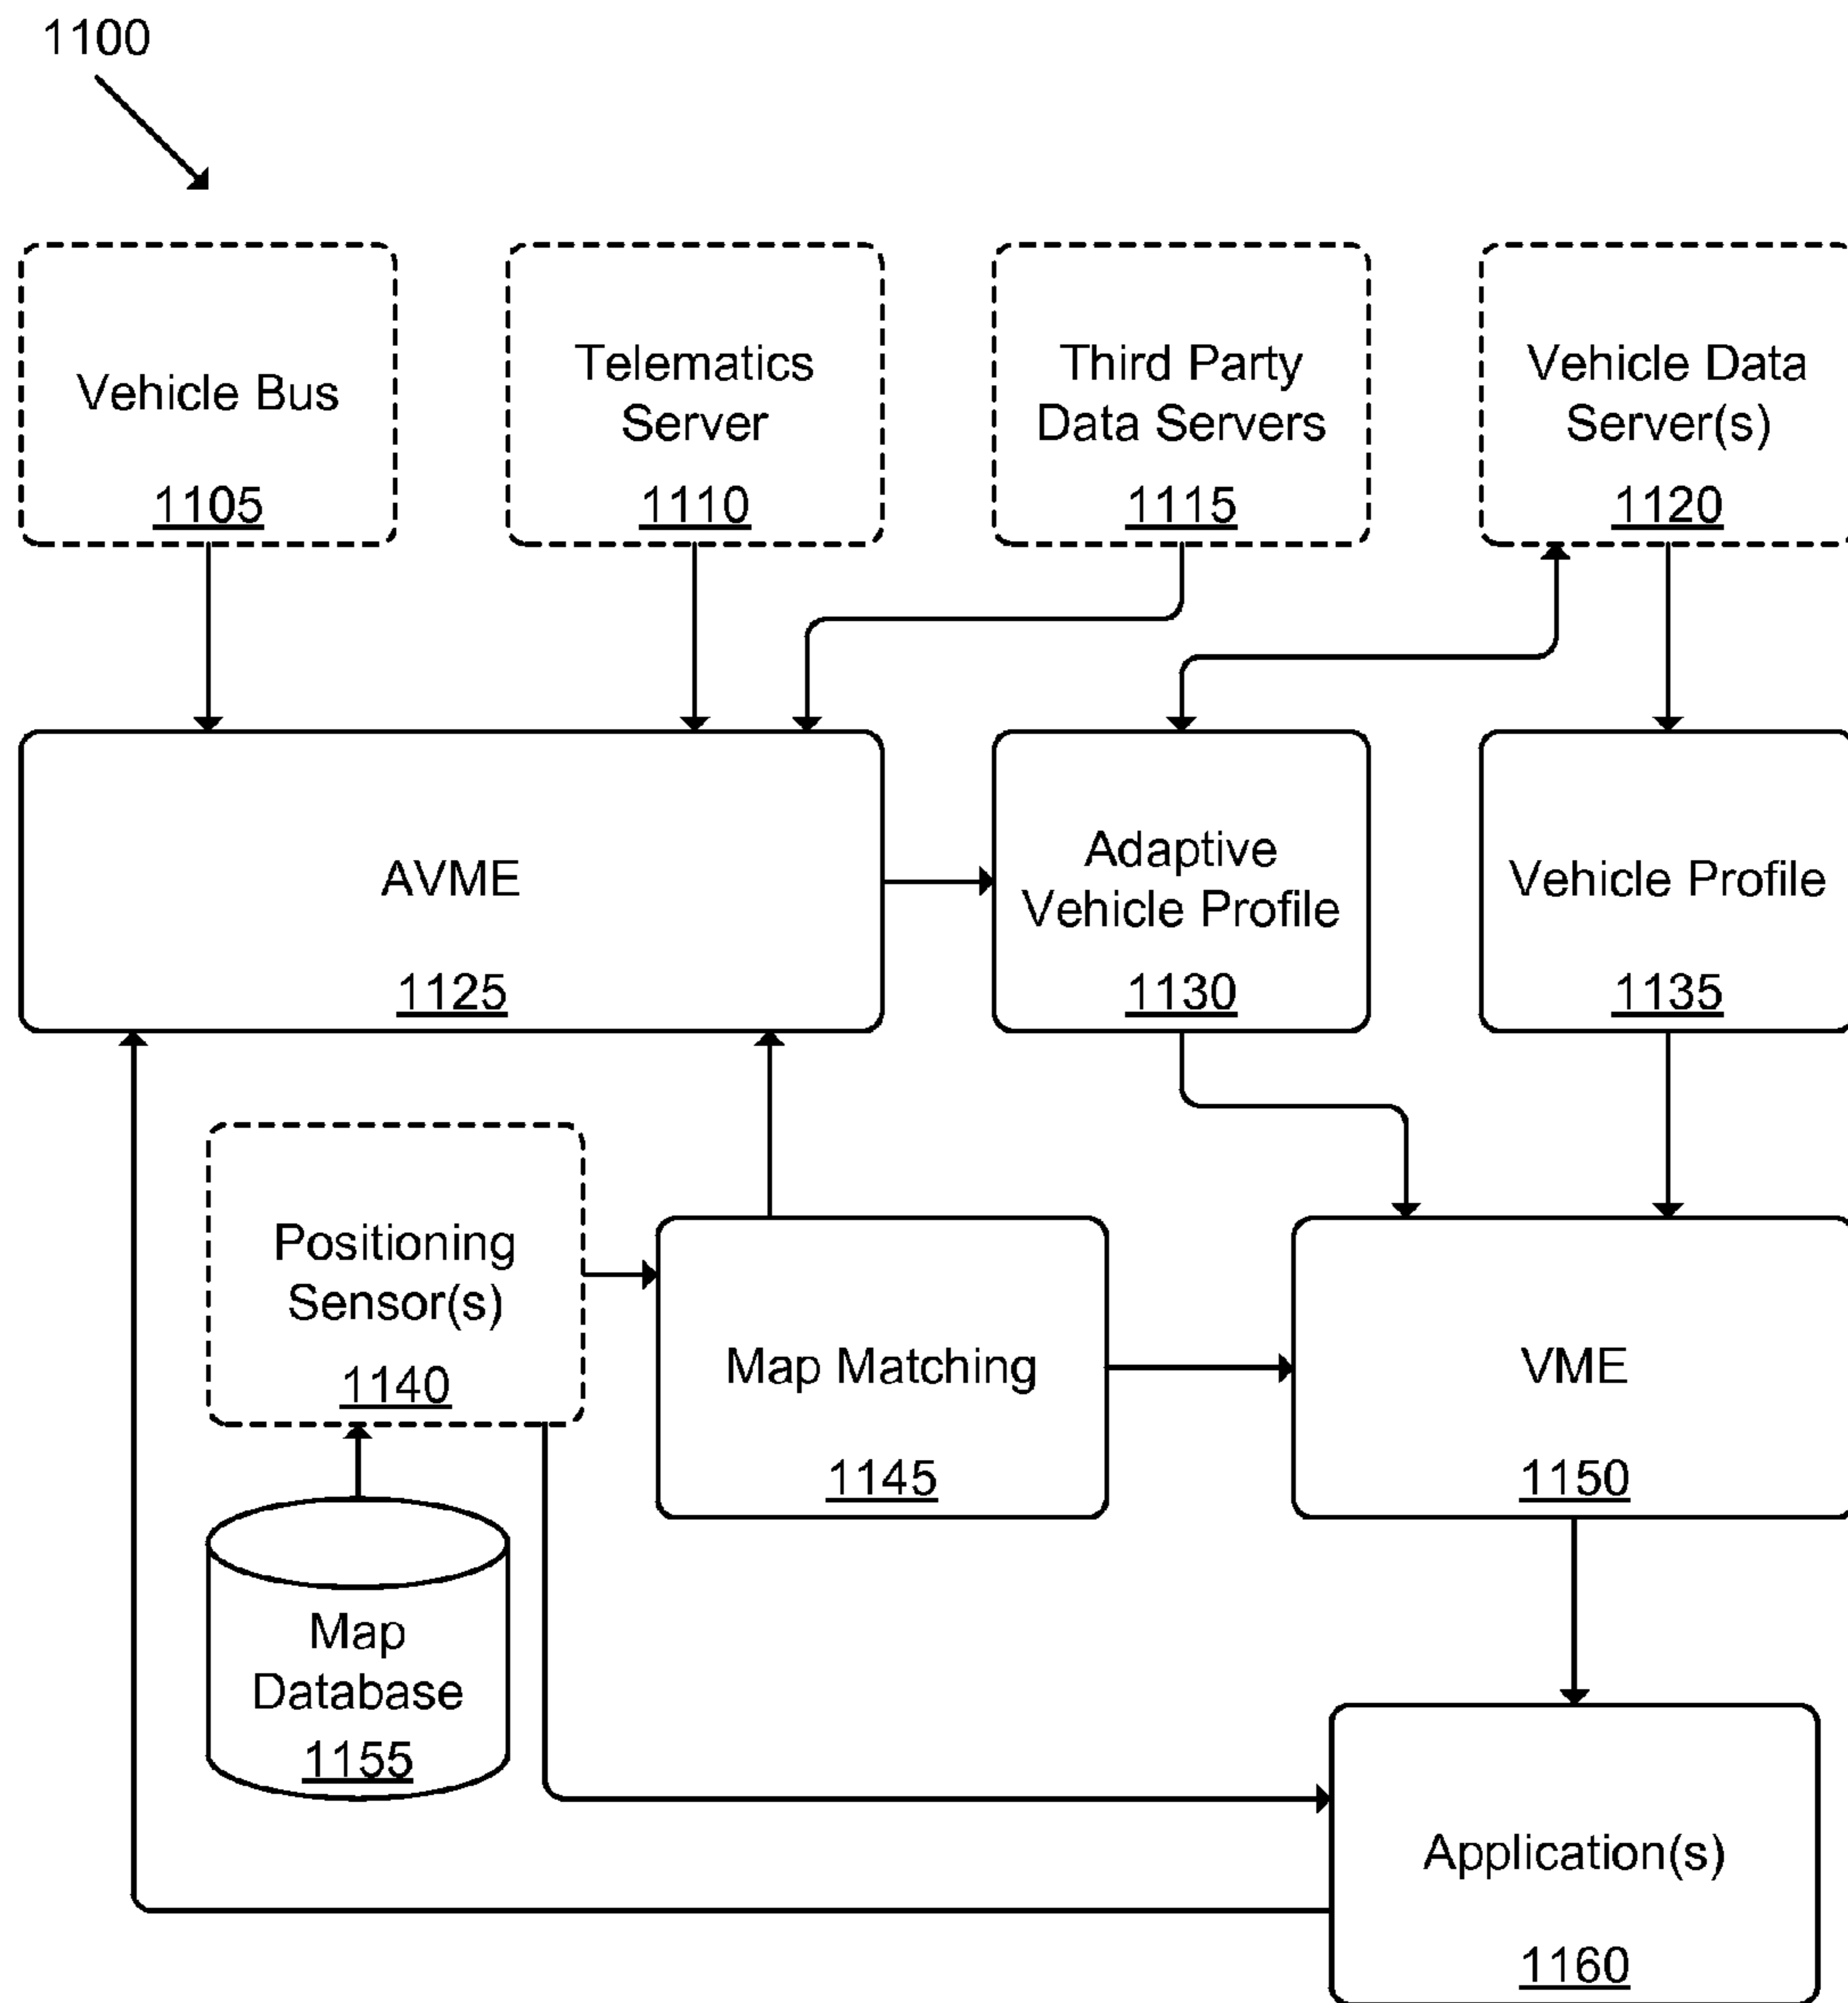 1100
Vehicle Bus
1105
Telematics
Server
1110
Third Party
Data Servers
1115
Vehicle Data
Server(s)
1120
AVME
1125
Adaptive
Vehicle Profile
1130
Vehicle Profile
1135
Positioning
Sensor(s)
1140
Map Matching
1145
VME
1150
Map
Database
1155
Application(s)
1160